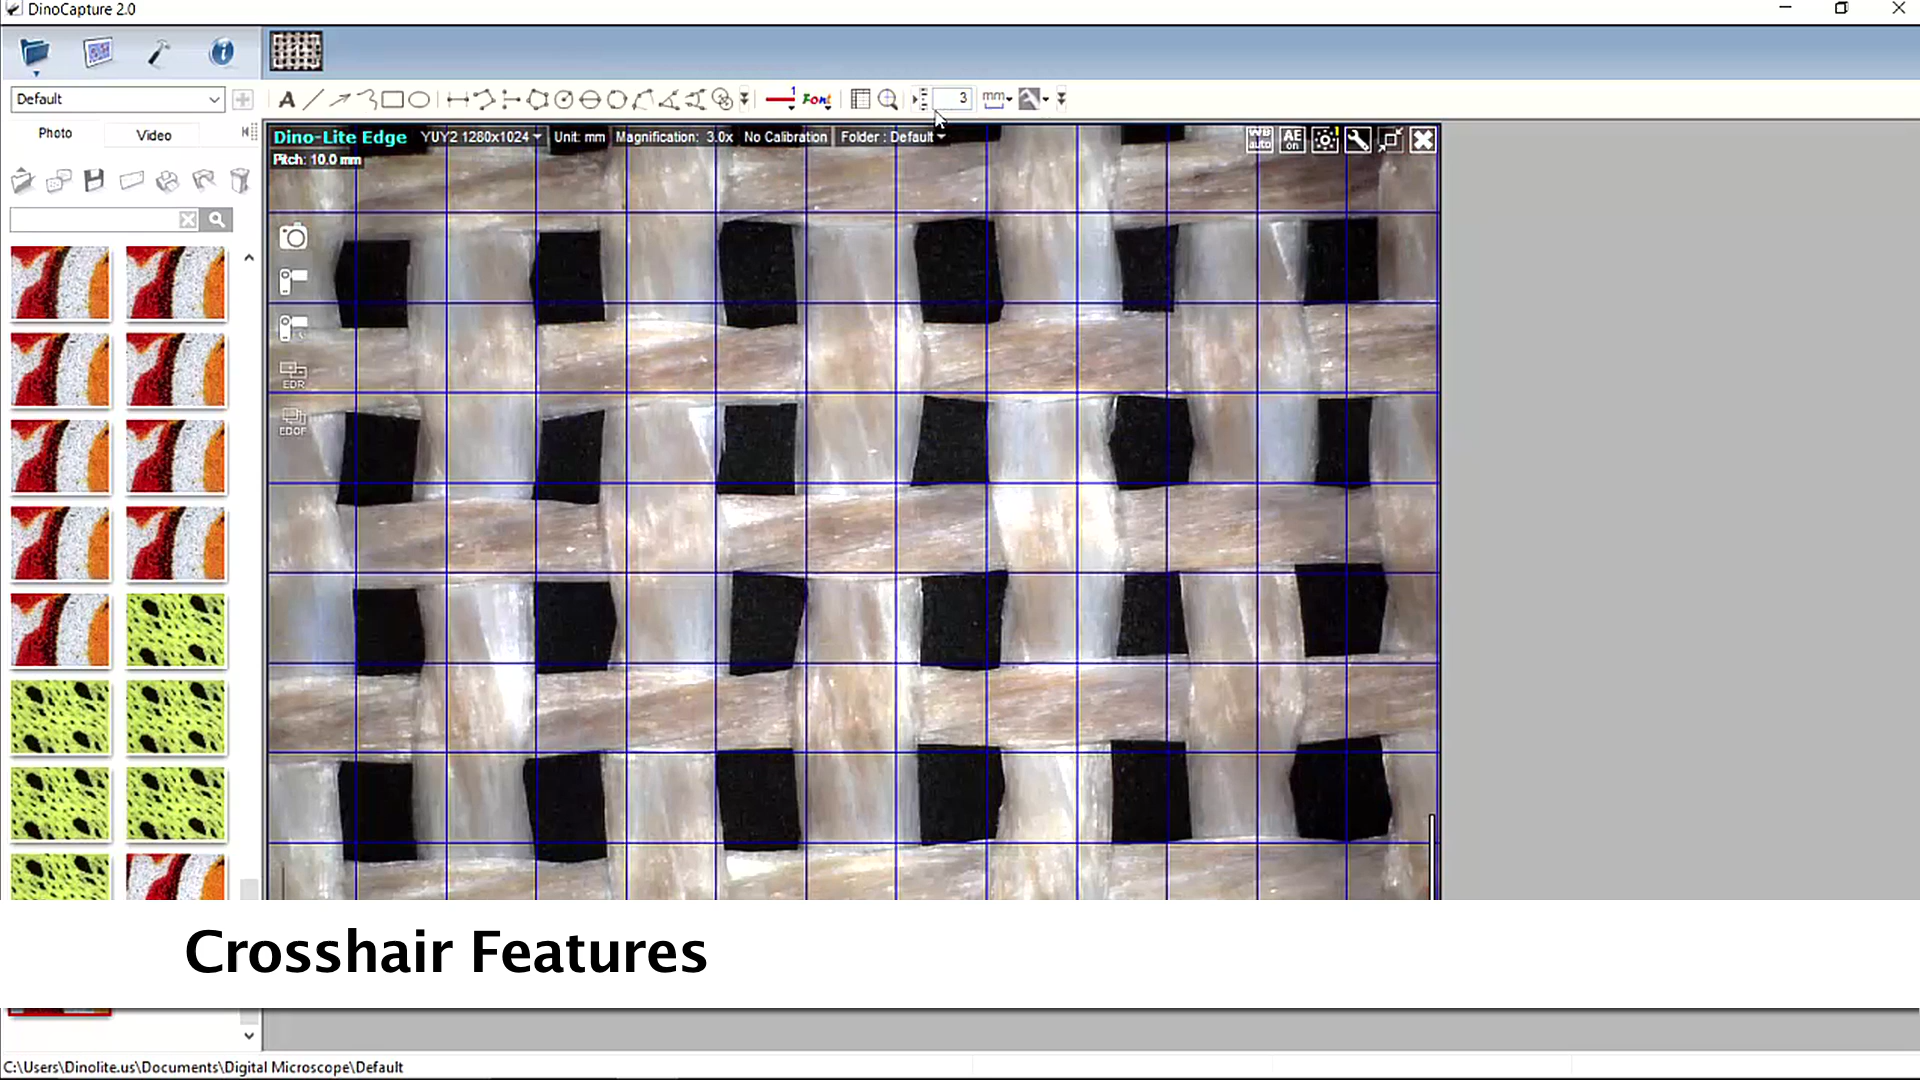 DinoCapture 2.0
Default
A
1
Font
3
mm
Photo
Video
Dino-Lite Edge YUY2 1280x1024 Unit: mm Magnification: 3.0x No Calibration Folder : Default
WB auto
AE on
Pitch: 10.0 mm
EDR
EDOF
Crosshair Features
C:\Users\Dinolite.us\Documents\Digital Microscope\Default